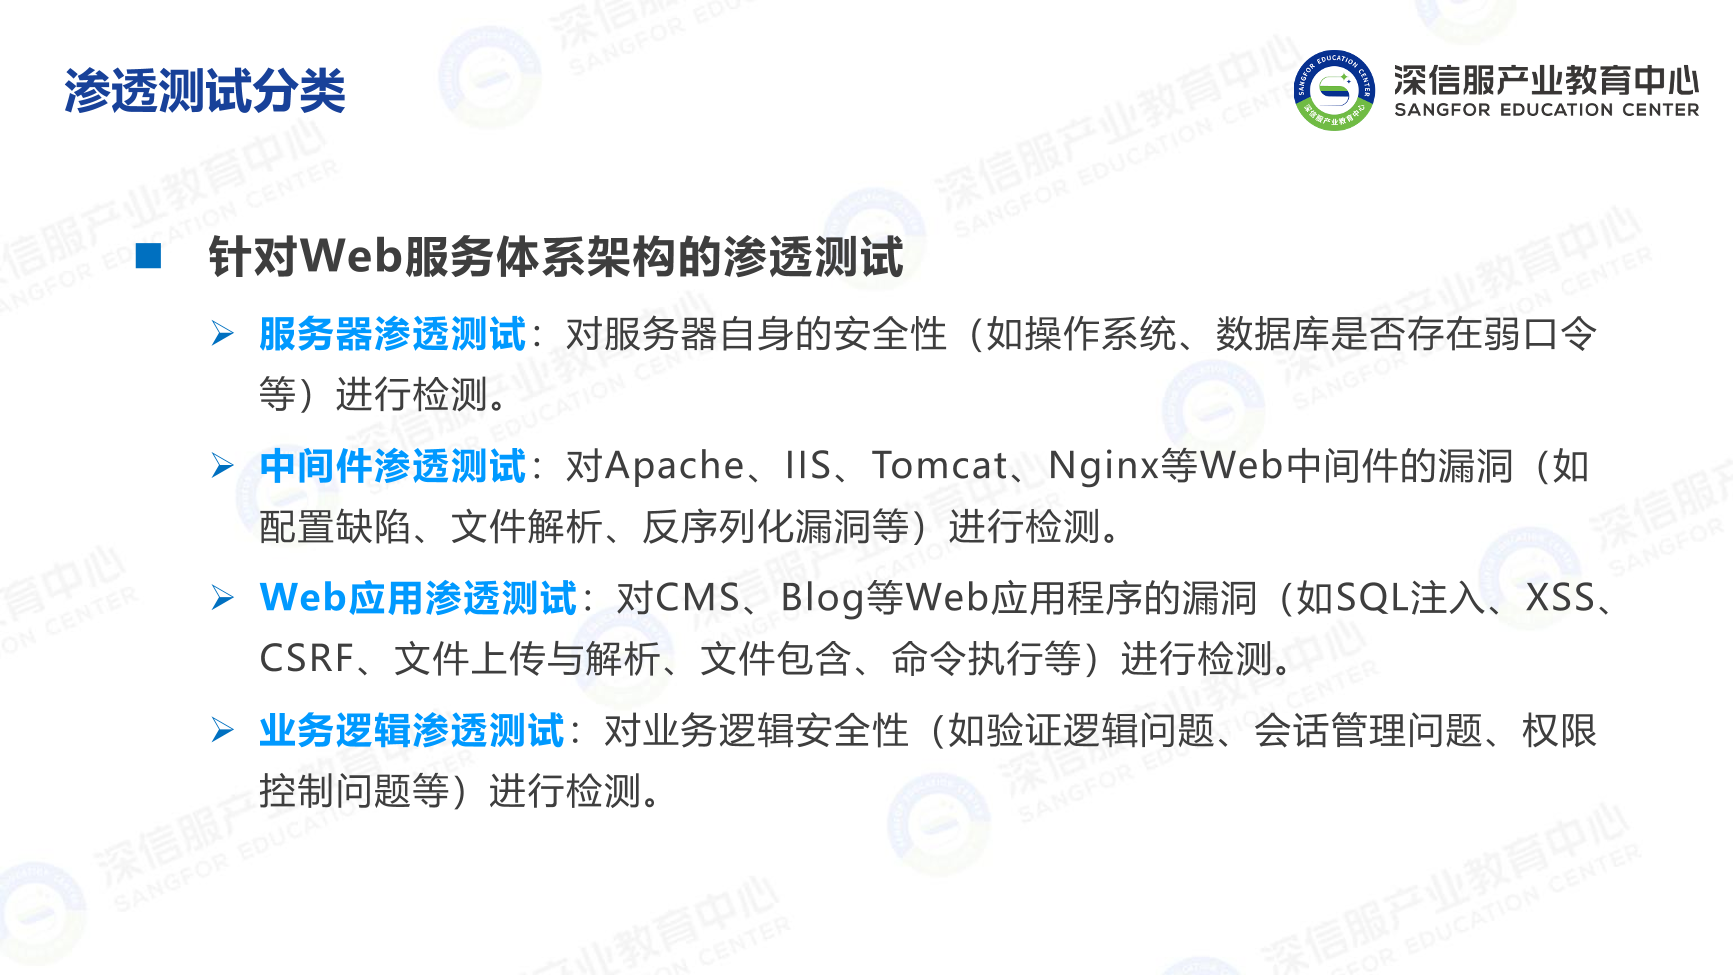 渗透测试分类
深信服产业教育中心
SANGFOR EDUCATION CENTER
针对Web服务体系架构的渗透测试
服务器渗透测试：对服务器自身的安全性（如操作系统、数据库是否存在弱口令
等）进行检测。
中间件渗透测试：对Apache、IIS、Tomcat、Nginx等Web中间件的漏洞（如
配置缺陷、文件解析、反序列化漏洞等）进行检测。
Web应用渗透测试：对CMS、Blog等Web应用程序的漏洞（如SQL注入、XSS、
CSRF、文件上传与解析、文件包含、命令执行等）进行检测。
业务逻辑渗透测试：对业务逻辑安全性（如验证逻辑问题、会话管理问题、权限
控制问题等）进行检测。